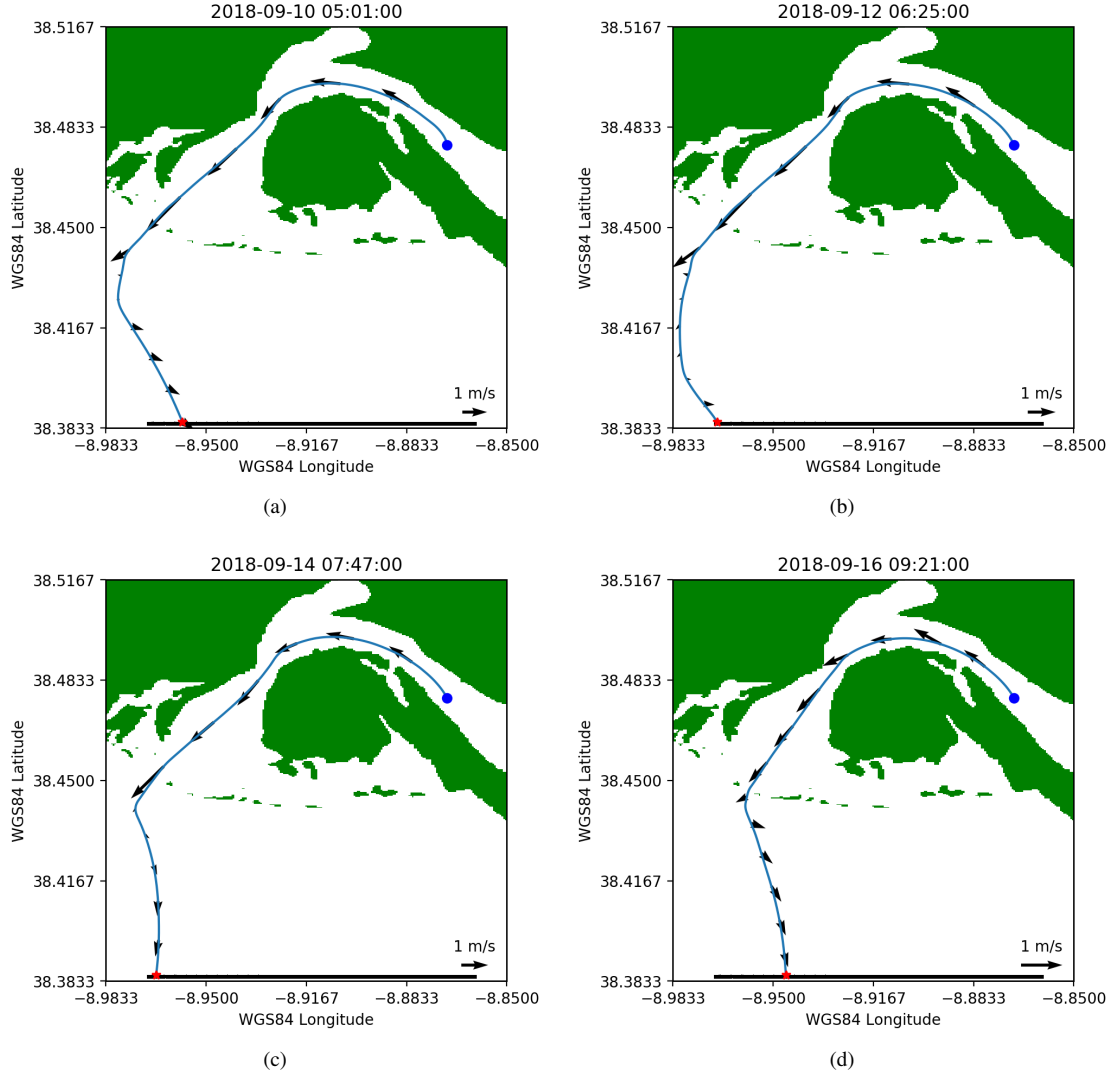 2018-09-10 05:01:00
38.5167
38.4833
38.4500
38.4167
38.3833
WGS84 Latitude
1 m/s
−8.9833 −8.9500 −8.9167 −8.8833 −8.8500
WGS84 Longitude
(a)
2018-09-12 06:25:00
38.5167
38.4833
38.4500
38.4167
38.3833
WGS84 Latitude
1 m/s
−8.9833 −8.9500 −8.9167 −8.8833 −8.8500
WGS84 Longitude
(b)
2018-09-14 07:47:00
38.5167
38.4833
38.4500
38.4167
38.3833
WGS84 Latitude
1 m/s
−8.9833 −8.9500 −8.9167 −8.8833 −8.8500
WGS84 Longitude
(c)
2018-09-16 09:21:00
38.5167
38.4833
38.4500
38.4167
38.3833
WGS84 Latitude
1 m/s
−8.9833 −8.9500 −8.9167 −8.8833 −8.8500
WGS84 Longitude
(d)